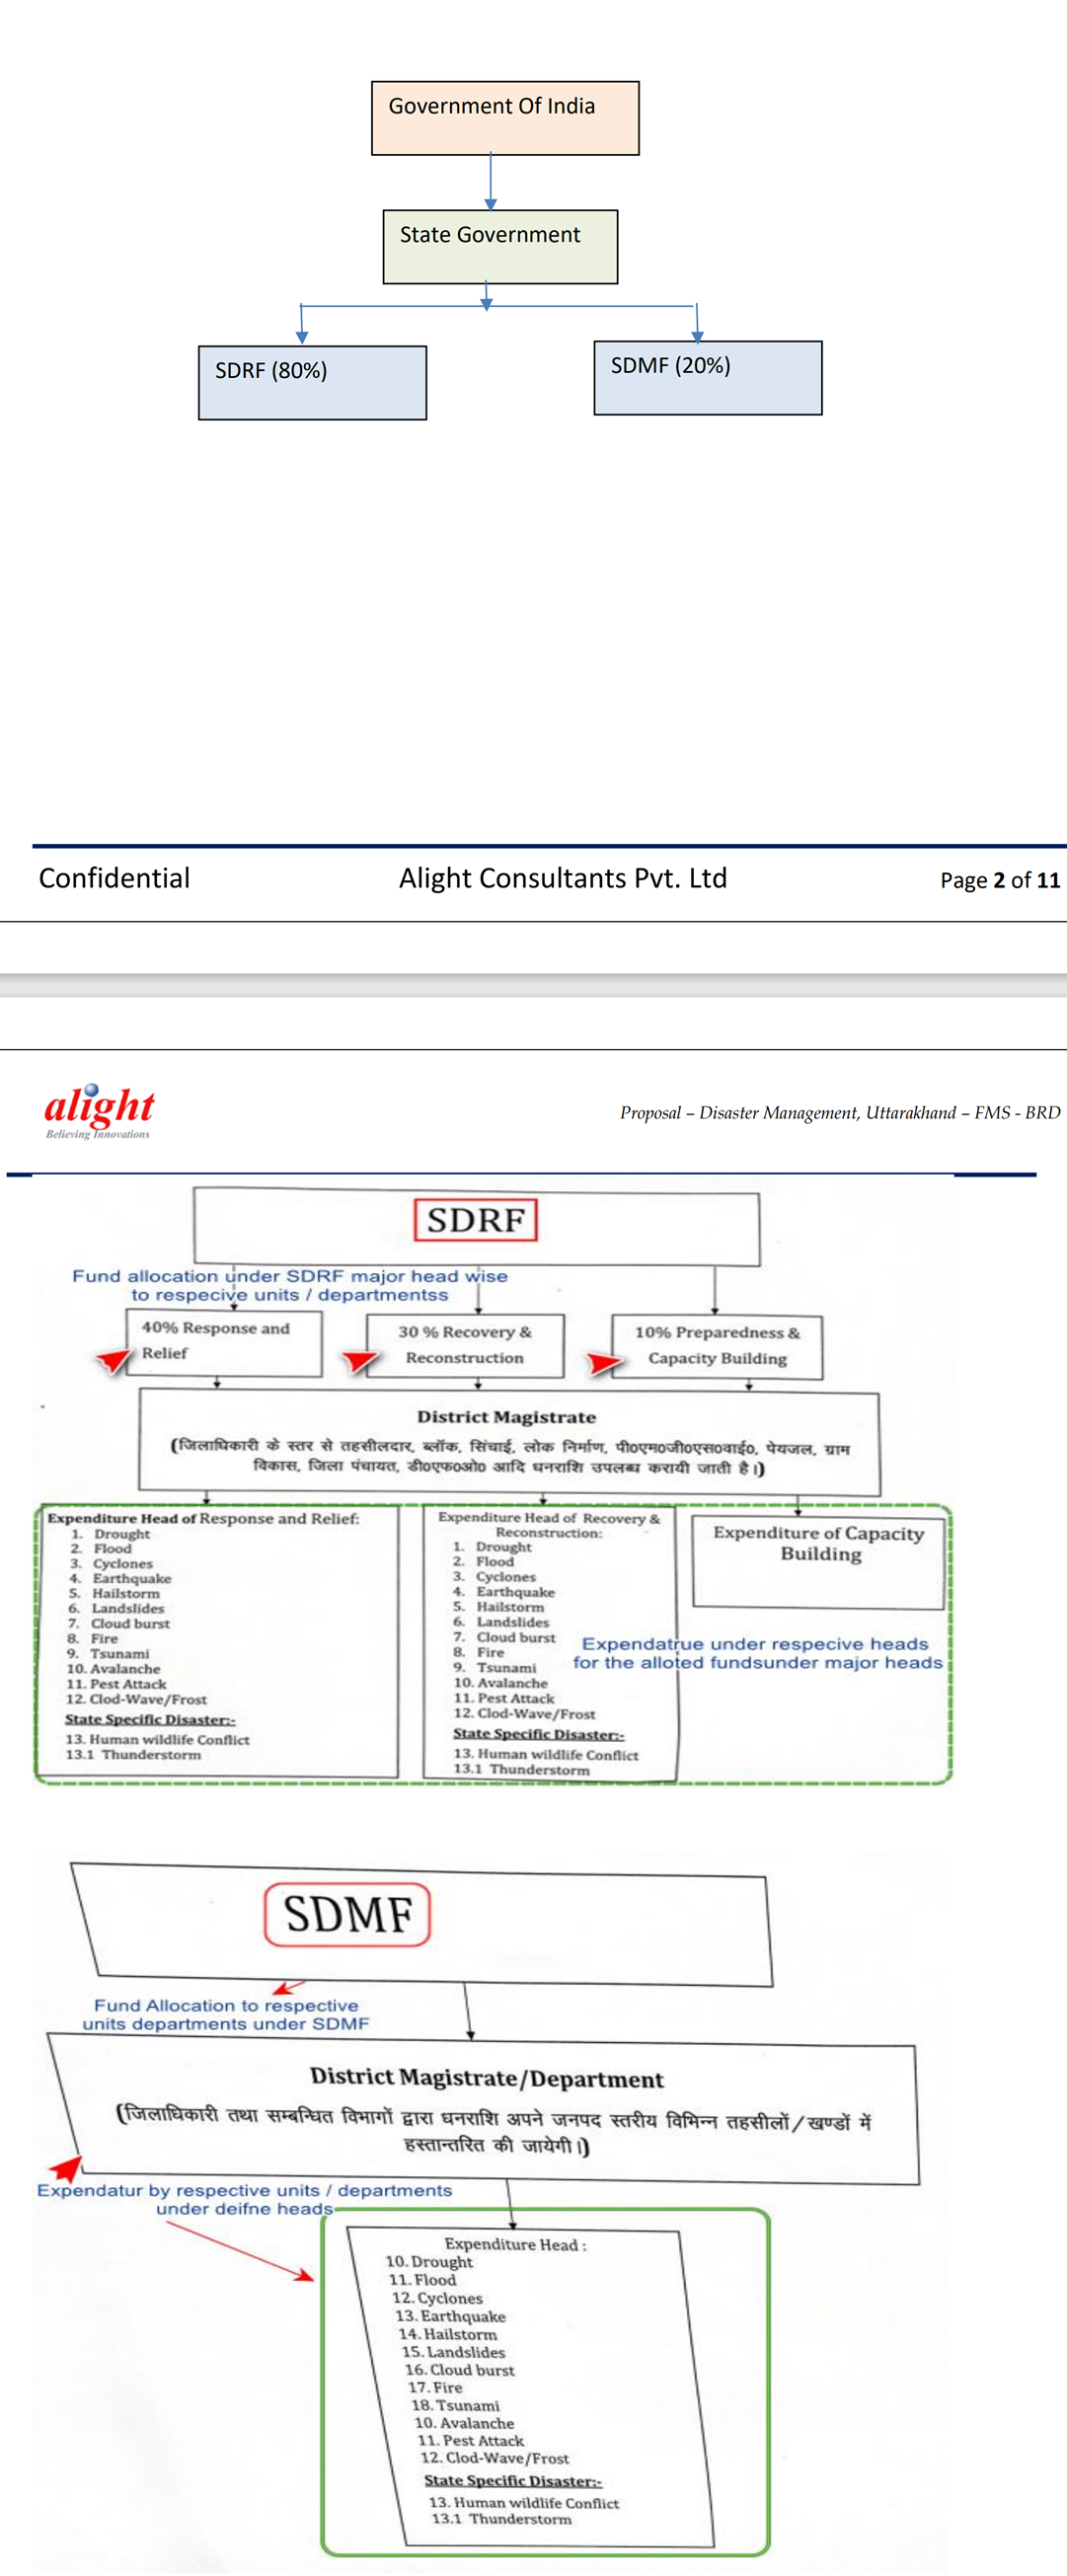 Government Of India
State Government
SDRF (80%)
SDMF (20%)
Confidential
Alight Consultants Pvt. Ltd
Page 2 of 11
alight
Believing Innovations
Proposal – Disaster Management, Uttarakhand – FMS - BRD
SDRF
Fund allocation under SDRF major head wise
to respecive units / departmentss
40% Response and
Relief
30 % Recovery &
Reconstruction
10% Preparedness &
Capacity Building
District Magistrate
(जिलाधिकारी के स्तर से तहसीलदार, ब्लॉक, सिंचाई, लोक निर्माण, पी०एम०जी०एस०वाई०, पेयजल, ग्राम
विकास, जिला पंचायत, डी०एफ०ओ० आदि धनराशि उपलब्ध करायी जाती है।)
Expenditure Head of Response and Relief:
1. Drought
2. Flood
3. Cyclones
4. Earthquake
5. Hailstorm
6. Landslides
7. Cloud burst
8. Fire
9. Tsunami
10. Avalanche
11. Pest Attack
12. Clod-Wave/Frost
State Specific Disaster:-
13. Human wildlife Conflict
13.1 Thunderstorm
Expenditure Head of Recovery &
Reconstruction:
1. Drought
2. Flood
3. Cyclones
4. Earthquake
5. Hailstorm
6. Landslides
7. Cloud burst
8. Fire
9. Tsunami
10. Avalanche
11. Pest Attack
12. Clod-Wave/Frost
State Specific Disaster:-
13. Human wildlife Conflict
13.1 Thunderstorm
Expenditure of Capacity
Building
Expendatrue under respecive heads
for the alloted fundsunder major heads
SDMF
Fund Allocation to respective
units departments under SDMF
District Magistrate/Department
(जिलाधिकारी तथा सम्बन्धित विभागों द्वारा धनराशि अपने जनपद स्तरीय विभिन्न तहसीलों/खण्डों में
हस्तान्तरित की जायेगी।)
Expendatur by respective units / departments
under deifne heads
Expenditure Head :
10. Drought
11. Flood
12. Cyclones
13. Earthquake
14. Hailstorm
15. Landslides
16. Cloud burst
17. Fire
18. Tsunami
10. Avalanche
11. Pest Attack
12. Clod-Wave/Frost
State Specific Disaster:-
13. Human wildlife Conflict
13.1 Thunderstorm